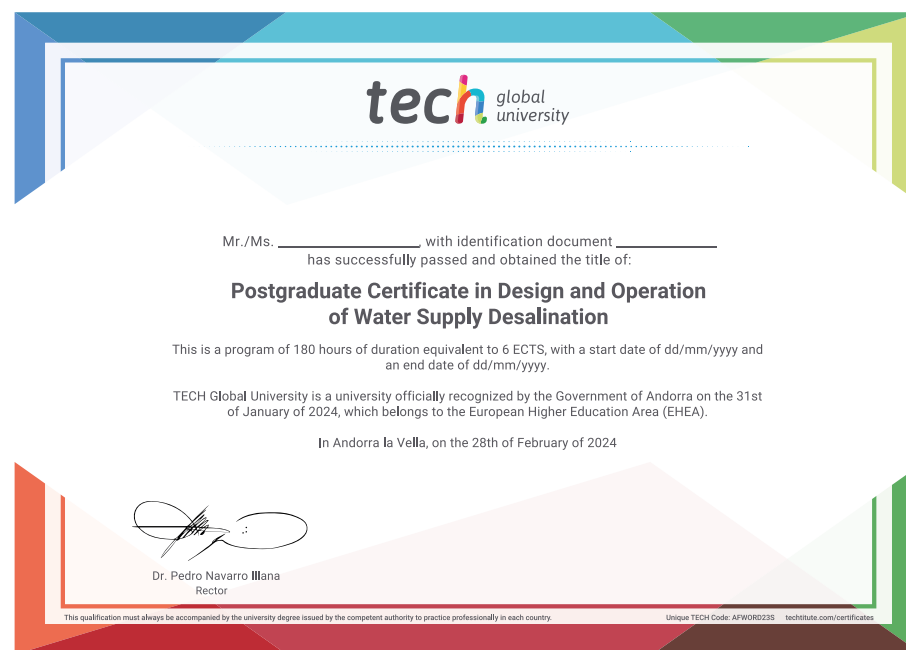 tech global
university
Mr./Ms. ____________, with identification document ____________
has successfully passed and obtained the title of:
Postgraduate Certificate in Design and Operation
of Water Supply Desalination
This is a program of 180 hours of duration equivalent to 6 ECTS, with a start date of dd/mm/yyyy and
an end date of dd/mm/yyyy.
TECH Global University is a university officially recognized by the Government of Andorra on the 31st
of January of 2024, which belongs to the European Higher Education Area (EHEA).
In Andorra la Vella, on the 28th of February of 2024
Dr. Pedro Navarro Illana
Rector
This qualification must always be accompanied by the university degree issued by the competent authority to practice professionally in each country.
Unique TECH Code: AFWORD23S techtitute.com/certificates